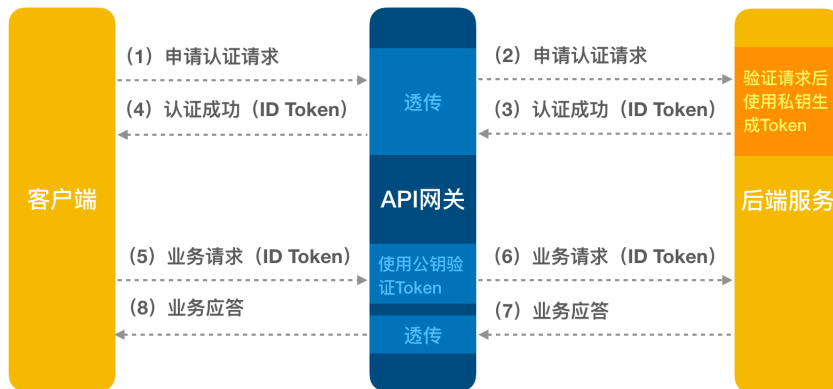 （1）申请认证请求
（2）申请认证请求
透传
验证请求后
使用私钥生
成Token
（4）认证成功（ID Token）
（3）认证成功（ID Token）
客户端
API网关
后端服务
（5）业务请求（ID Token）
使用公钥验
证Token
（6）业务请求（ID Token）
（8）业务应答
（7）业务应答
透传